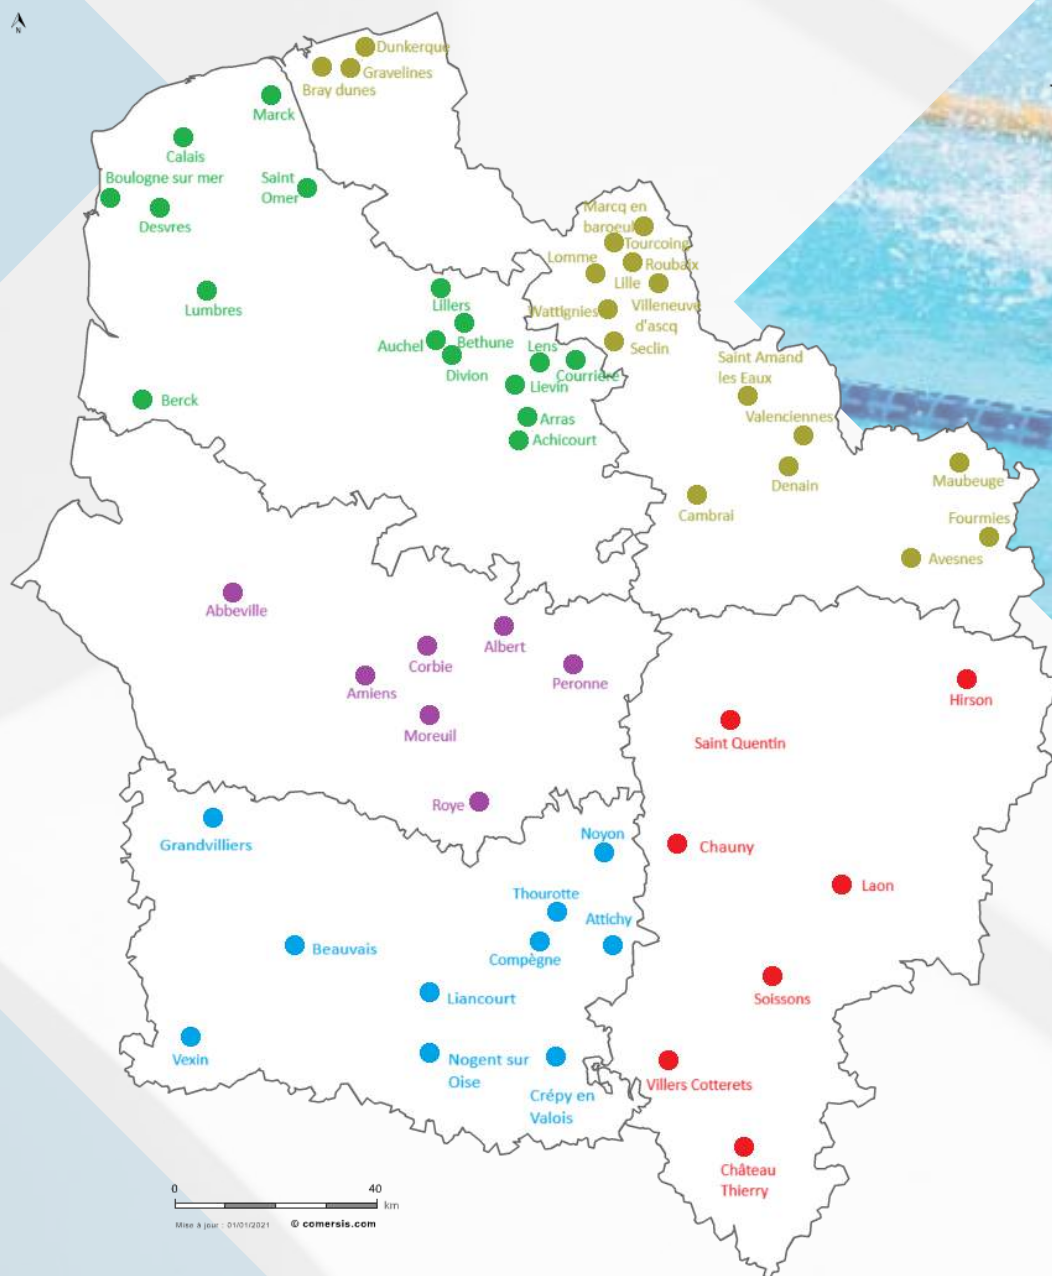 N
Dunkerque
Gravelines
Bray dunes
Marck
Calais
Boulogne sur mer
Saint
Omer
Desvres
Marcq en
baroeul
Tourcoing
Lomme
Roubaix
Lille
Villeneuve
d'ascq
Wattignies
Seclin
Lumbres
Lillers
Auchel
Bethune
Divion
Lens
Courrière
Lievin
Arras
Achicourt
Berck
Saint Amand
les Eaux
Valenciennes
Denain
Cambrai
Maubeuge
Fourmies
Avesnes
Abbeville
Albert
Corbie
Peronne
Amiens
Moreuil
Roye
Hirson
Saint Quentin
Chauny
Laon
Soissons
Villers Cotterets
Château
Thierry
Grandvilliers
Noyon
Thourotte
Attichy
Beauvais
Compègne
Liancourt
Vexin
Nogent sur
Oise
Crépy en
Valois
0 40
km
Mise à jour : 01/01/2021 © comersis.com